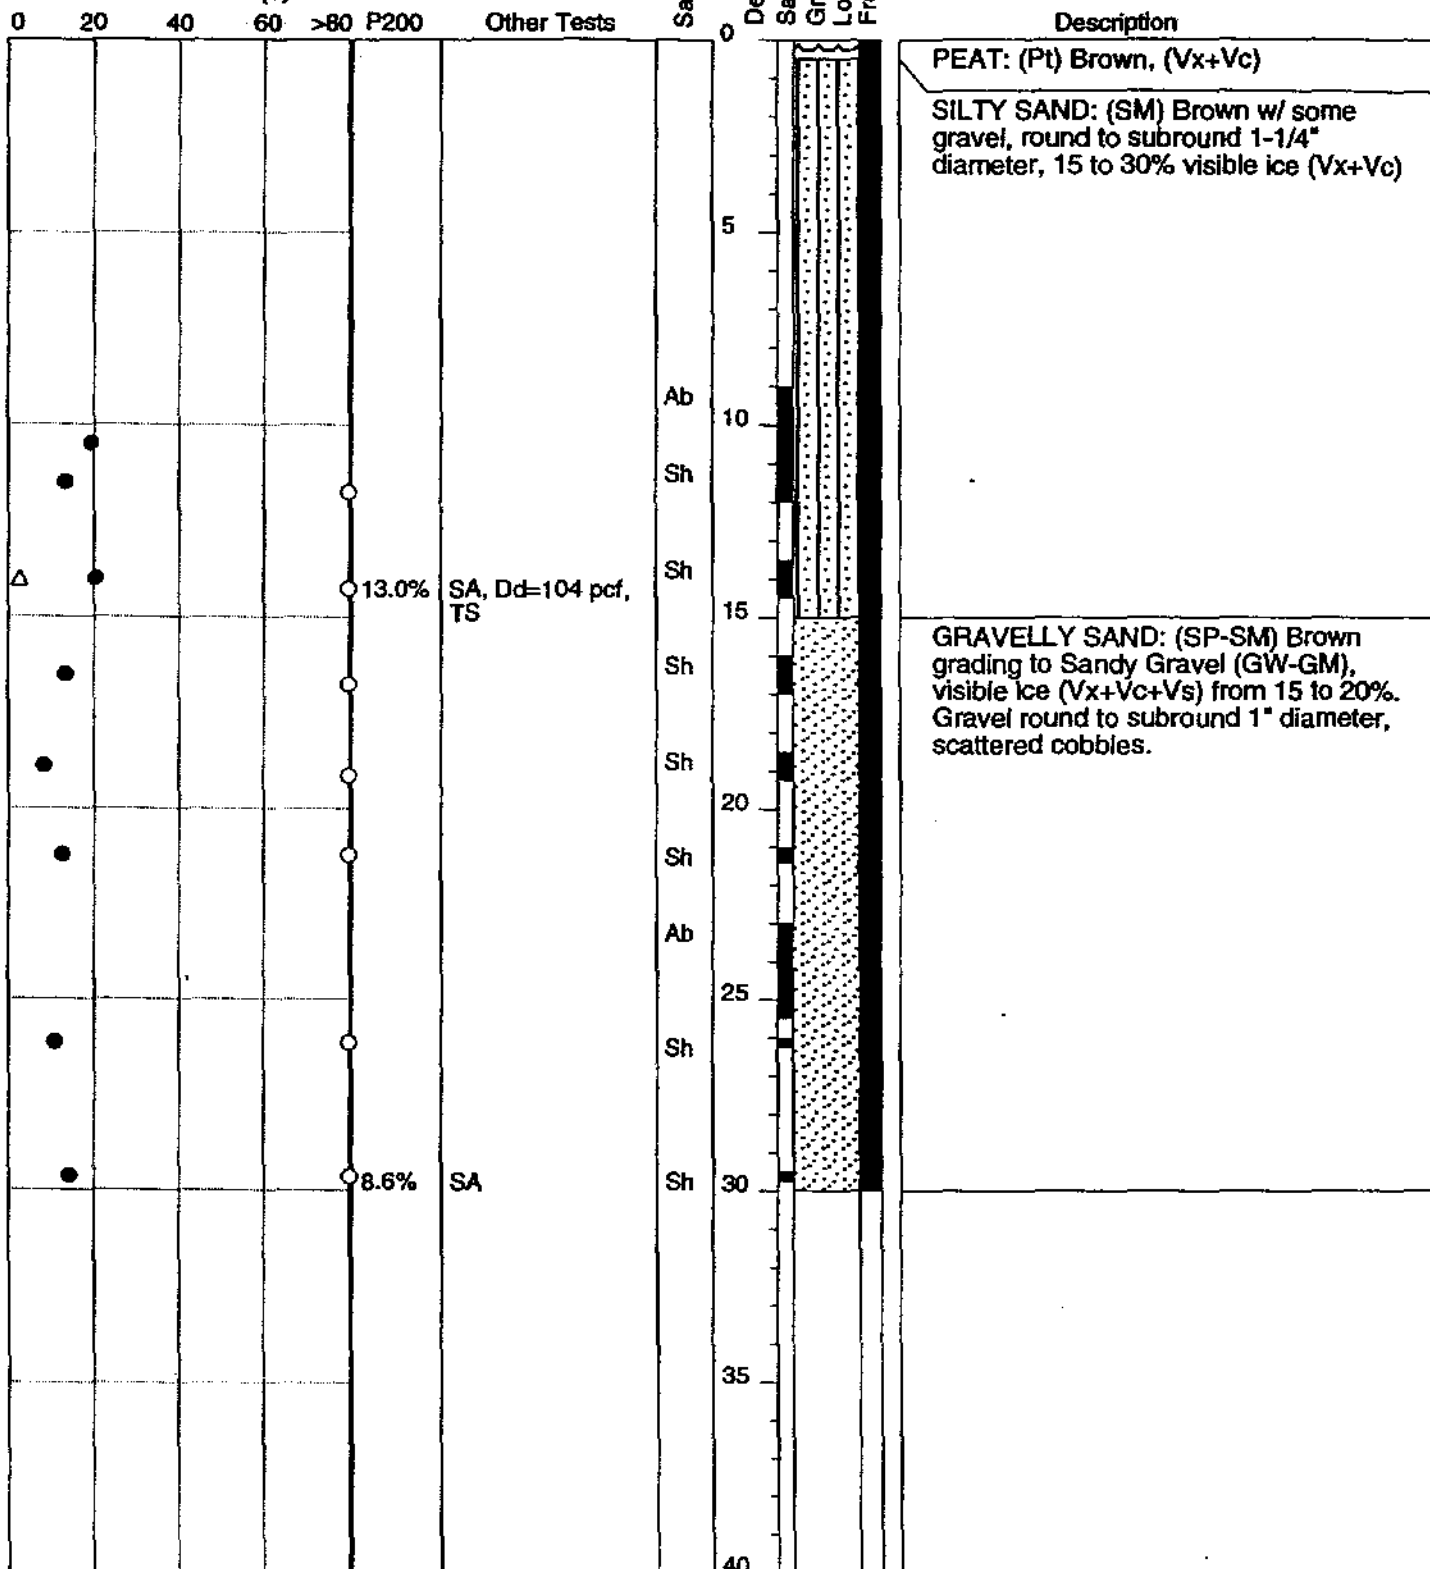 0 20 40 60 >80 P200 Other Tests Description
0
PEAT: (Pt) Brown, (Vx+Vc)
SILTY SAND: (SM) Brown w/ some
gravel, round to subround 1-1/4"
diameter, 15 to 30% visible ice (Vx+Vc)
5
Ab
10
Sh
Sh
13.0% SA, Dd=104 pcf,
TS
15
GRAVELLY SAND: (SP-SM) Brown
grading to Sandy Gravel (GW-GM),
visible ice (Vx+Vc+Vs) from 15 to 20%.
Gravel round to subround 1" diameter,
scattered cobbles.
Sh
Sh
20
Sh
Ab
25
Sh
8.6% SA Sh 30
35
40